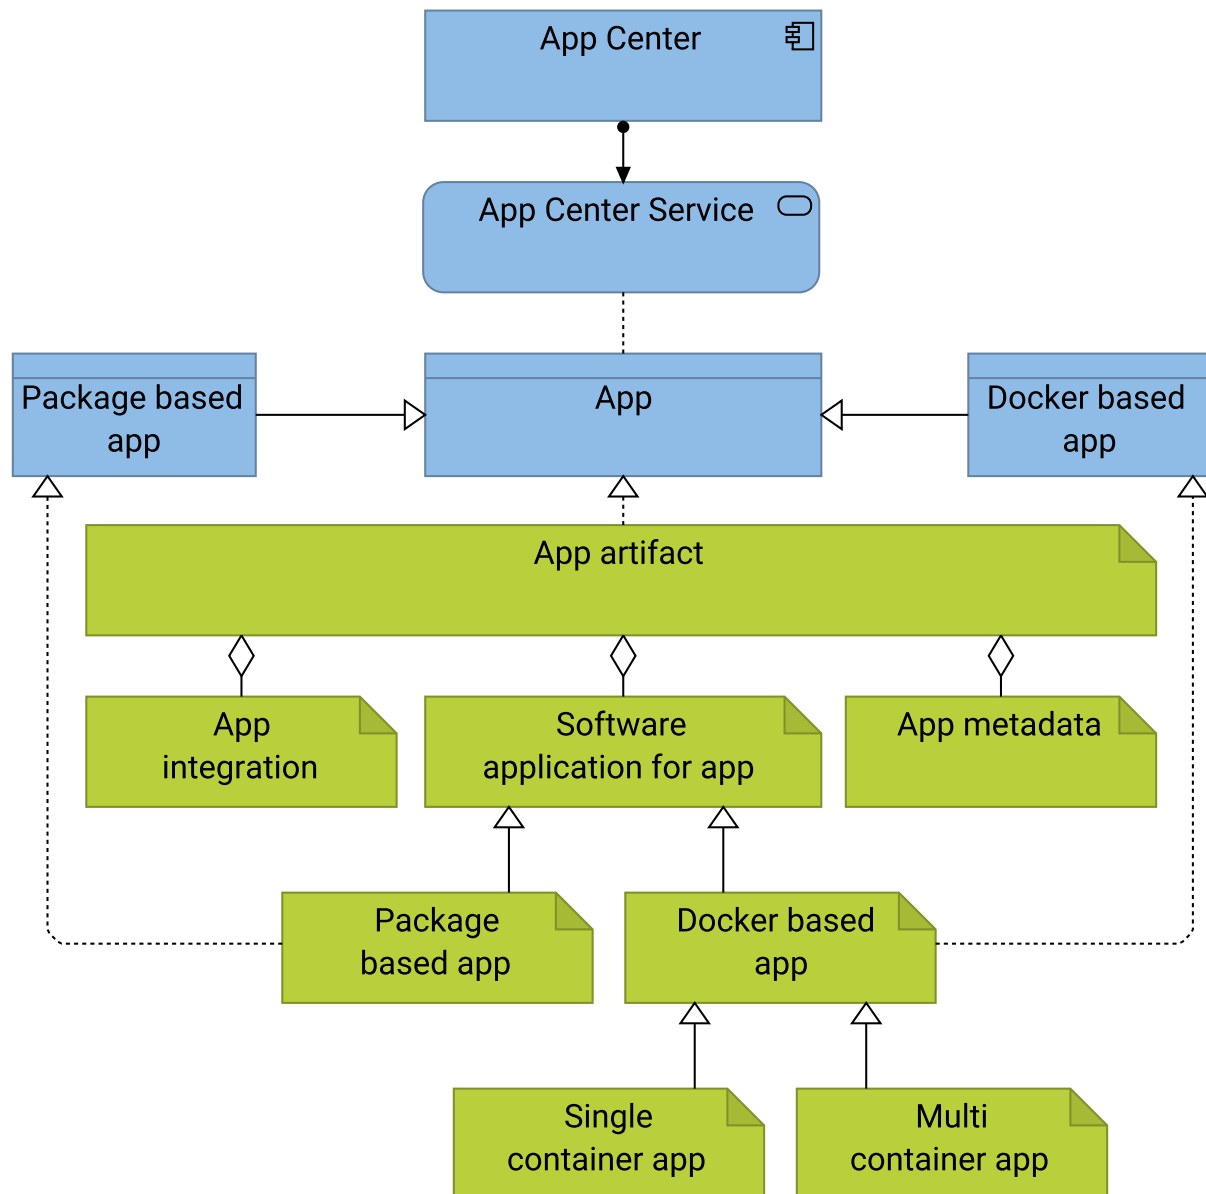 App Center
App Center Service
Package based
app
App
Docker based
app
App artifact
App
integration
Software
application for app
App metadata
Package
based app
Docker based
app
Single
container app
Multi
container app